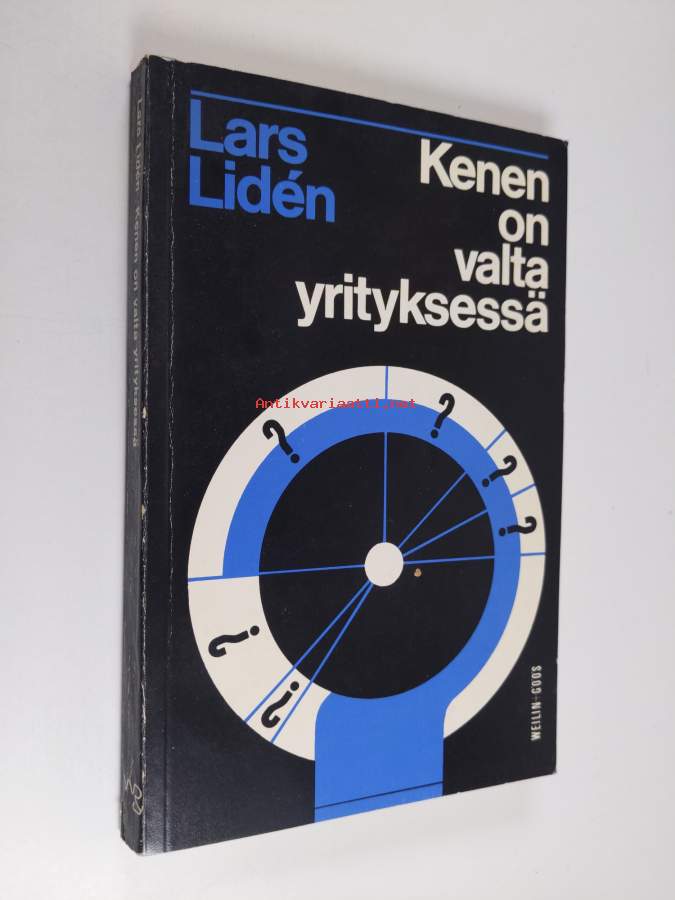 Lars
Lidén
Kenen
on
valta
yrityksessä
Antikvariaatti.net
?
?
?
?
?
?
WEILIN+GÖÖS
Lars Lidén Kenen on valta yrityksessä